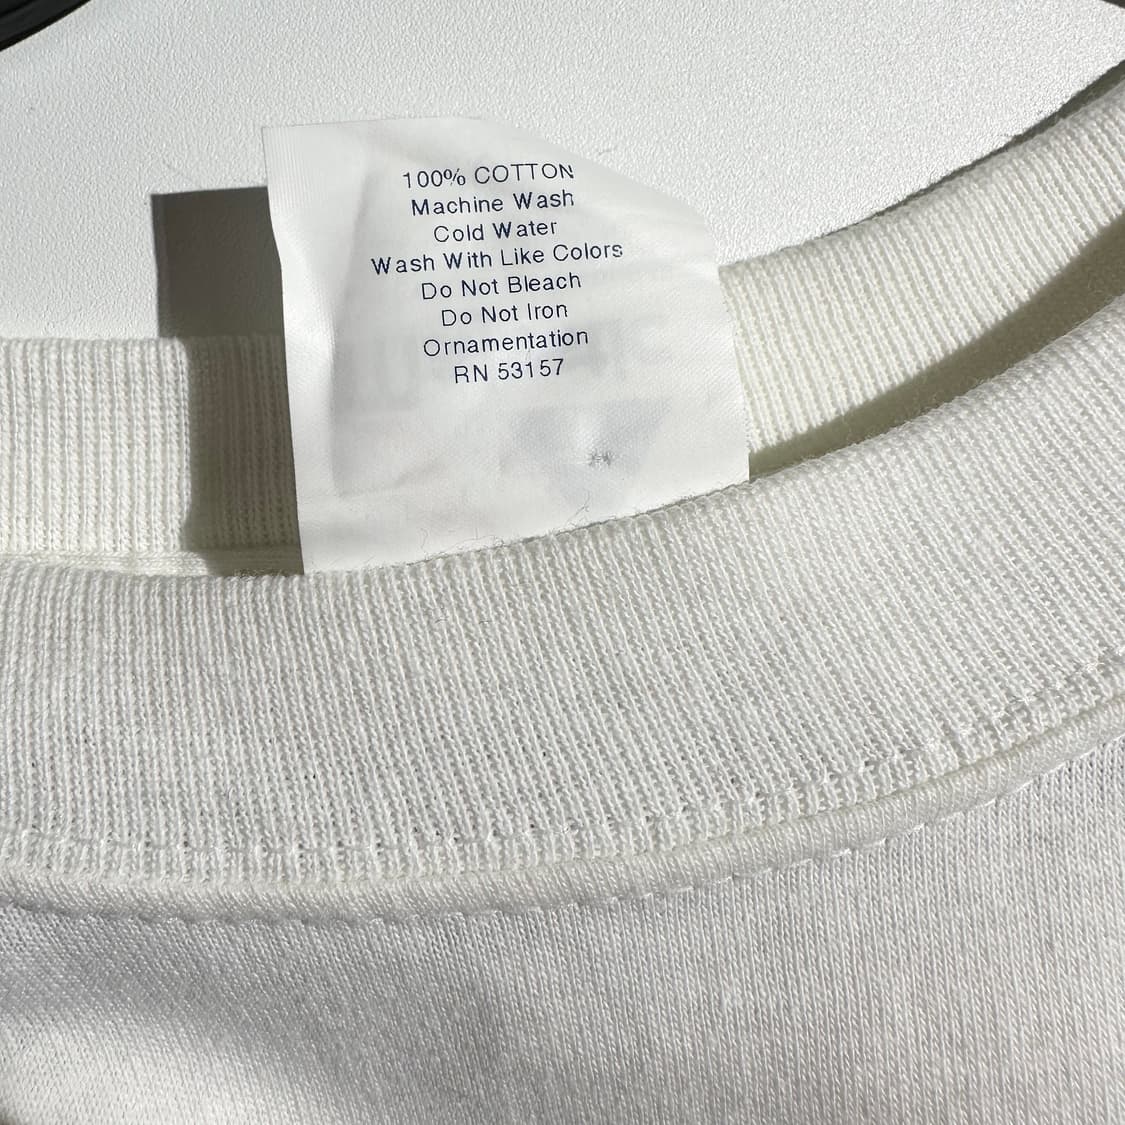 100% COTTON
Machine Wash
Cold Water
Wash With Like Colors
Do Not Bleach
Do Not Iron
Ornamentation
RN 53157